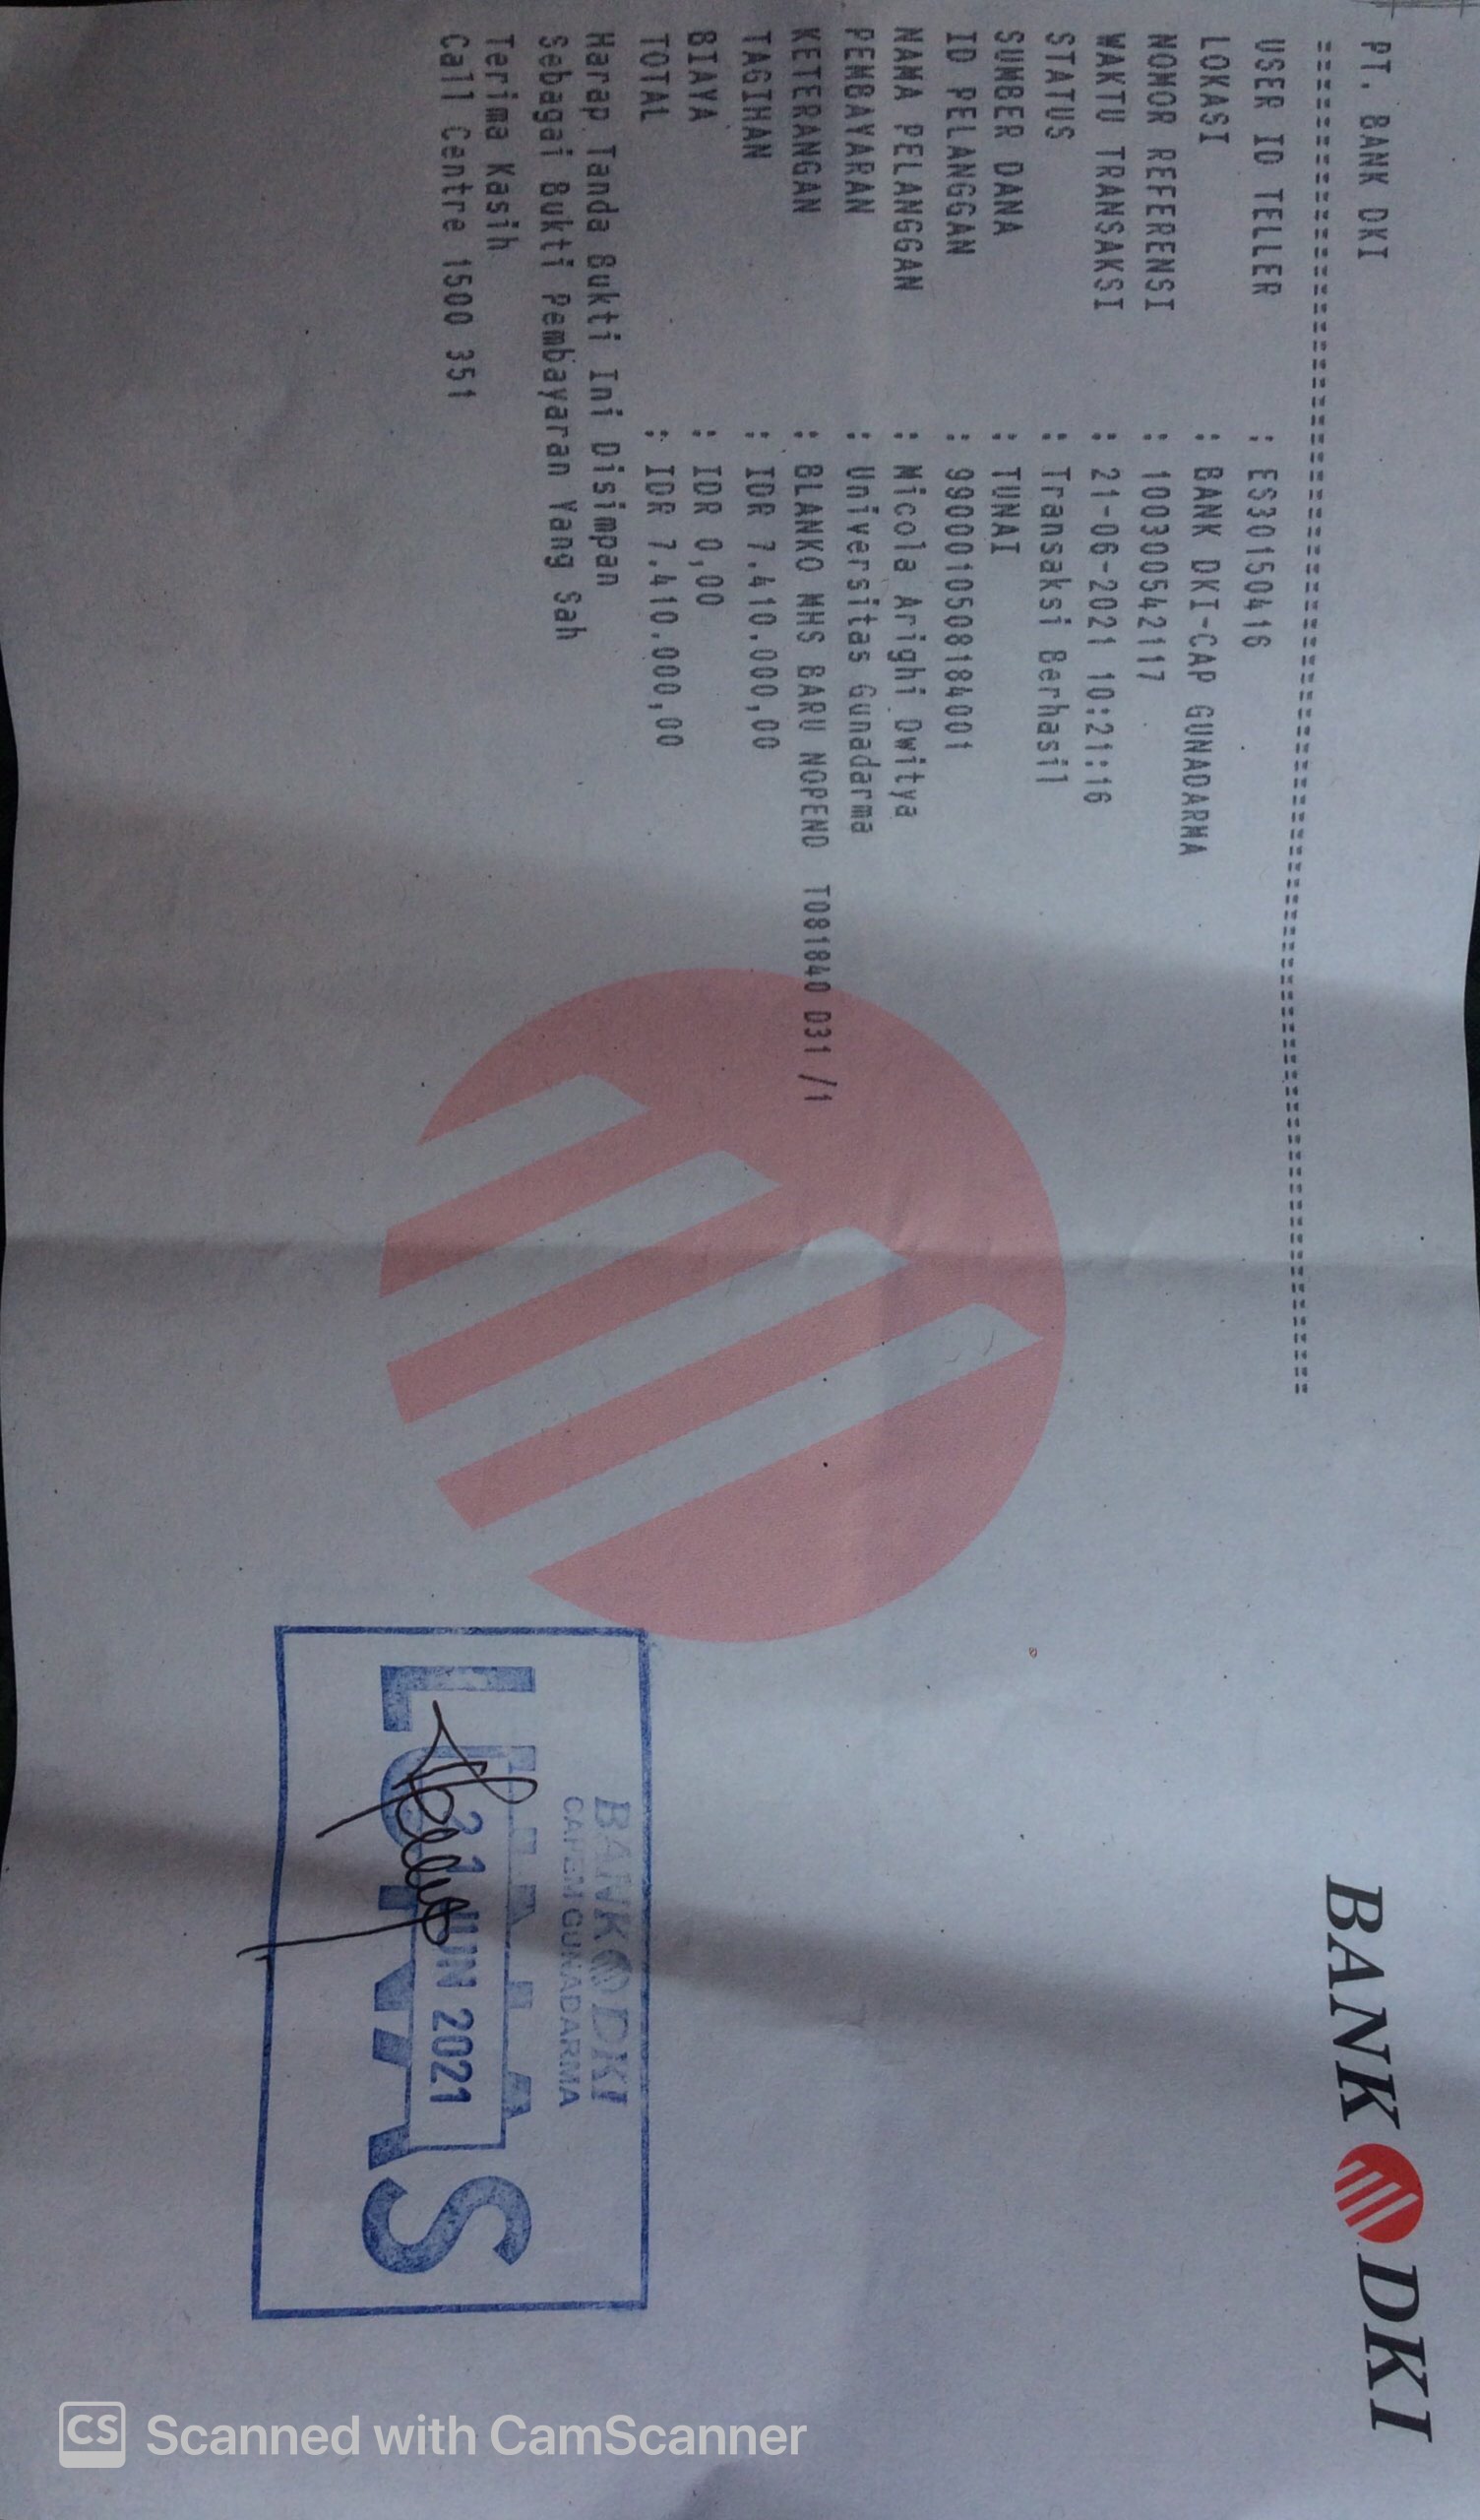 BANK DKI
PT. BANK DKI
USER ID TELLER : ES30150416
LOKASI : BANK DKI-CAP GUNADARMA
NOMOR REFERENSI : 100300542117
WAKTU TRANSAKSI : 21-06-2021 10:21:16
STATUS : Transaksi Berhasil
SUMBER DANA : TUNAI
ID PELANGGAN : 9900010508184001
NAMA PELANGGAN : Nicola Arighi Dwitya
PEMBAYARAN : Universitas Gunadarma
KETERANGAN : BLANKO MHS BARU NOPEND T081840 D31 /1
TAGIHAN : IDR 7.410.000,00
BIAYA : IDR 0,00
TOTAL : IDR 7.410.000,00
Harap Tanda Bukti Ini Disimpan
Sebagai Bukti Pembayaran Yang Sah
Terima Kasih
Call Centre 1500 351
BANK DKI
CAPEM GUNADARMA
LUNAS
21 JUN 2021
CS Scanned with CamScanner